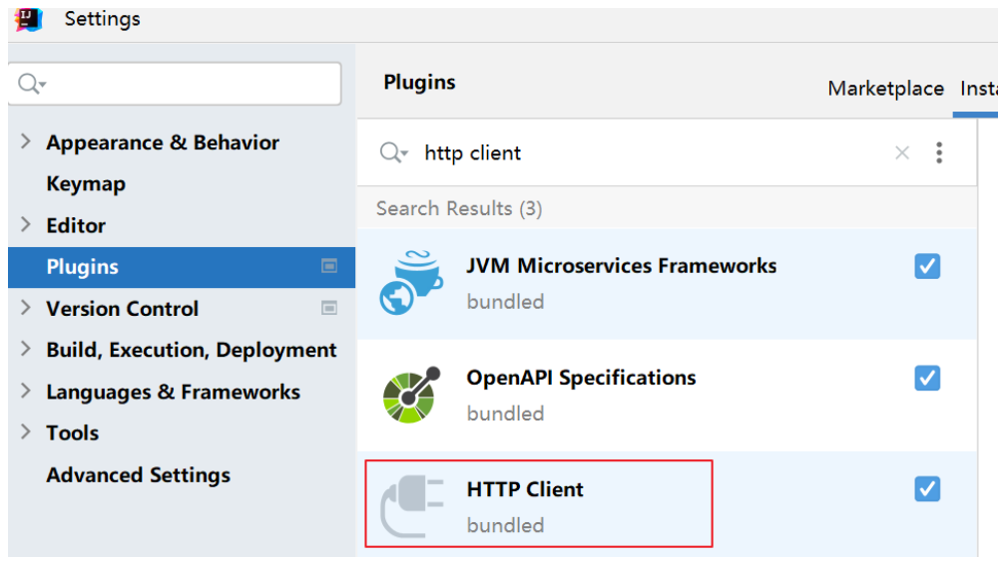 Settings
Appearance & Behavior
Keymap
Editor
Plugins
Version Control
Build, Execution, Deployment
Languages & Frameworks
Tools
Advanced Settings
Plugins
Marketplace Insta
http client
Search Results (3)
JVM Microservices Frameworks
bundled
OpenAPI Specifications
bundled
HTTP Client
bundled